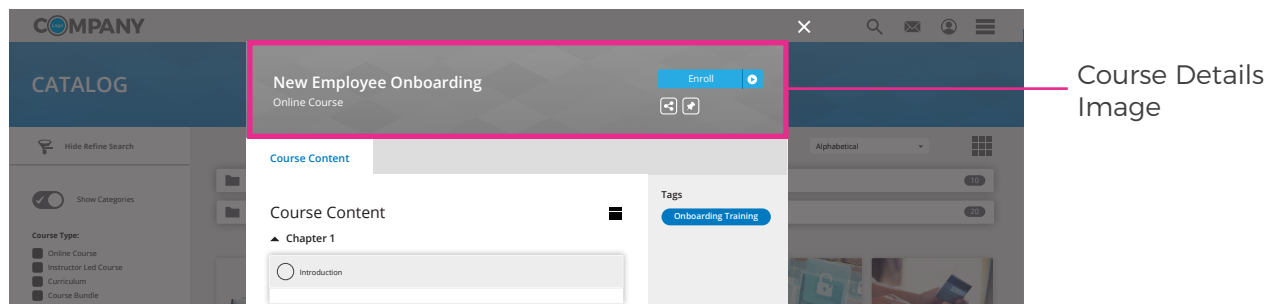 COMPANY
CATALOG
New Employee Onboarding
Online Course
Enroll
Course Details
Image
Hide Refine Search
Alphabetical
Course Content
Show Categories
10
20
Tags
Onboarding Training
Course Content
Chapter 1
Introduction
Course Type:
Online Course
Instructor Led Course
Curriculum
Course Bundle